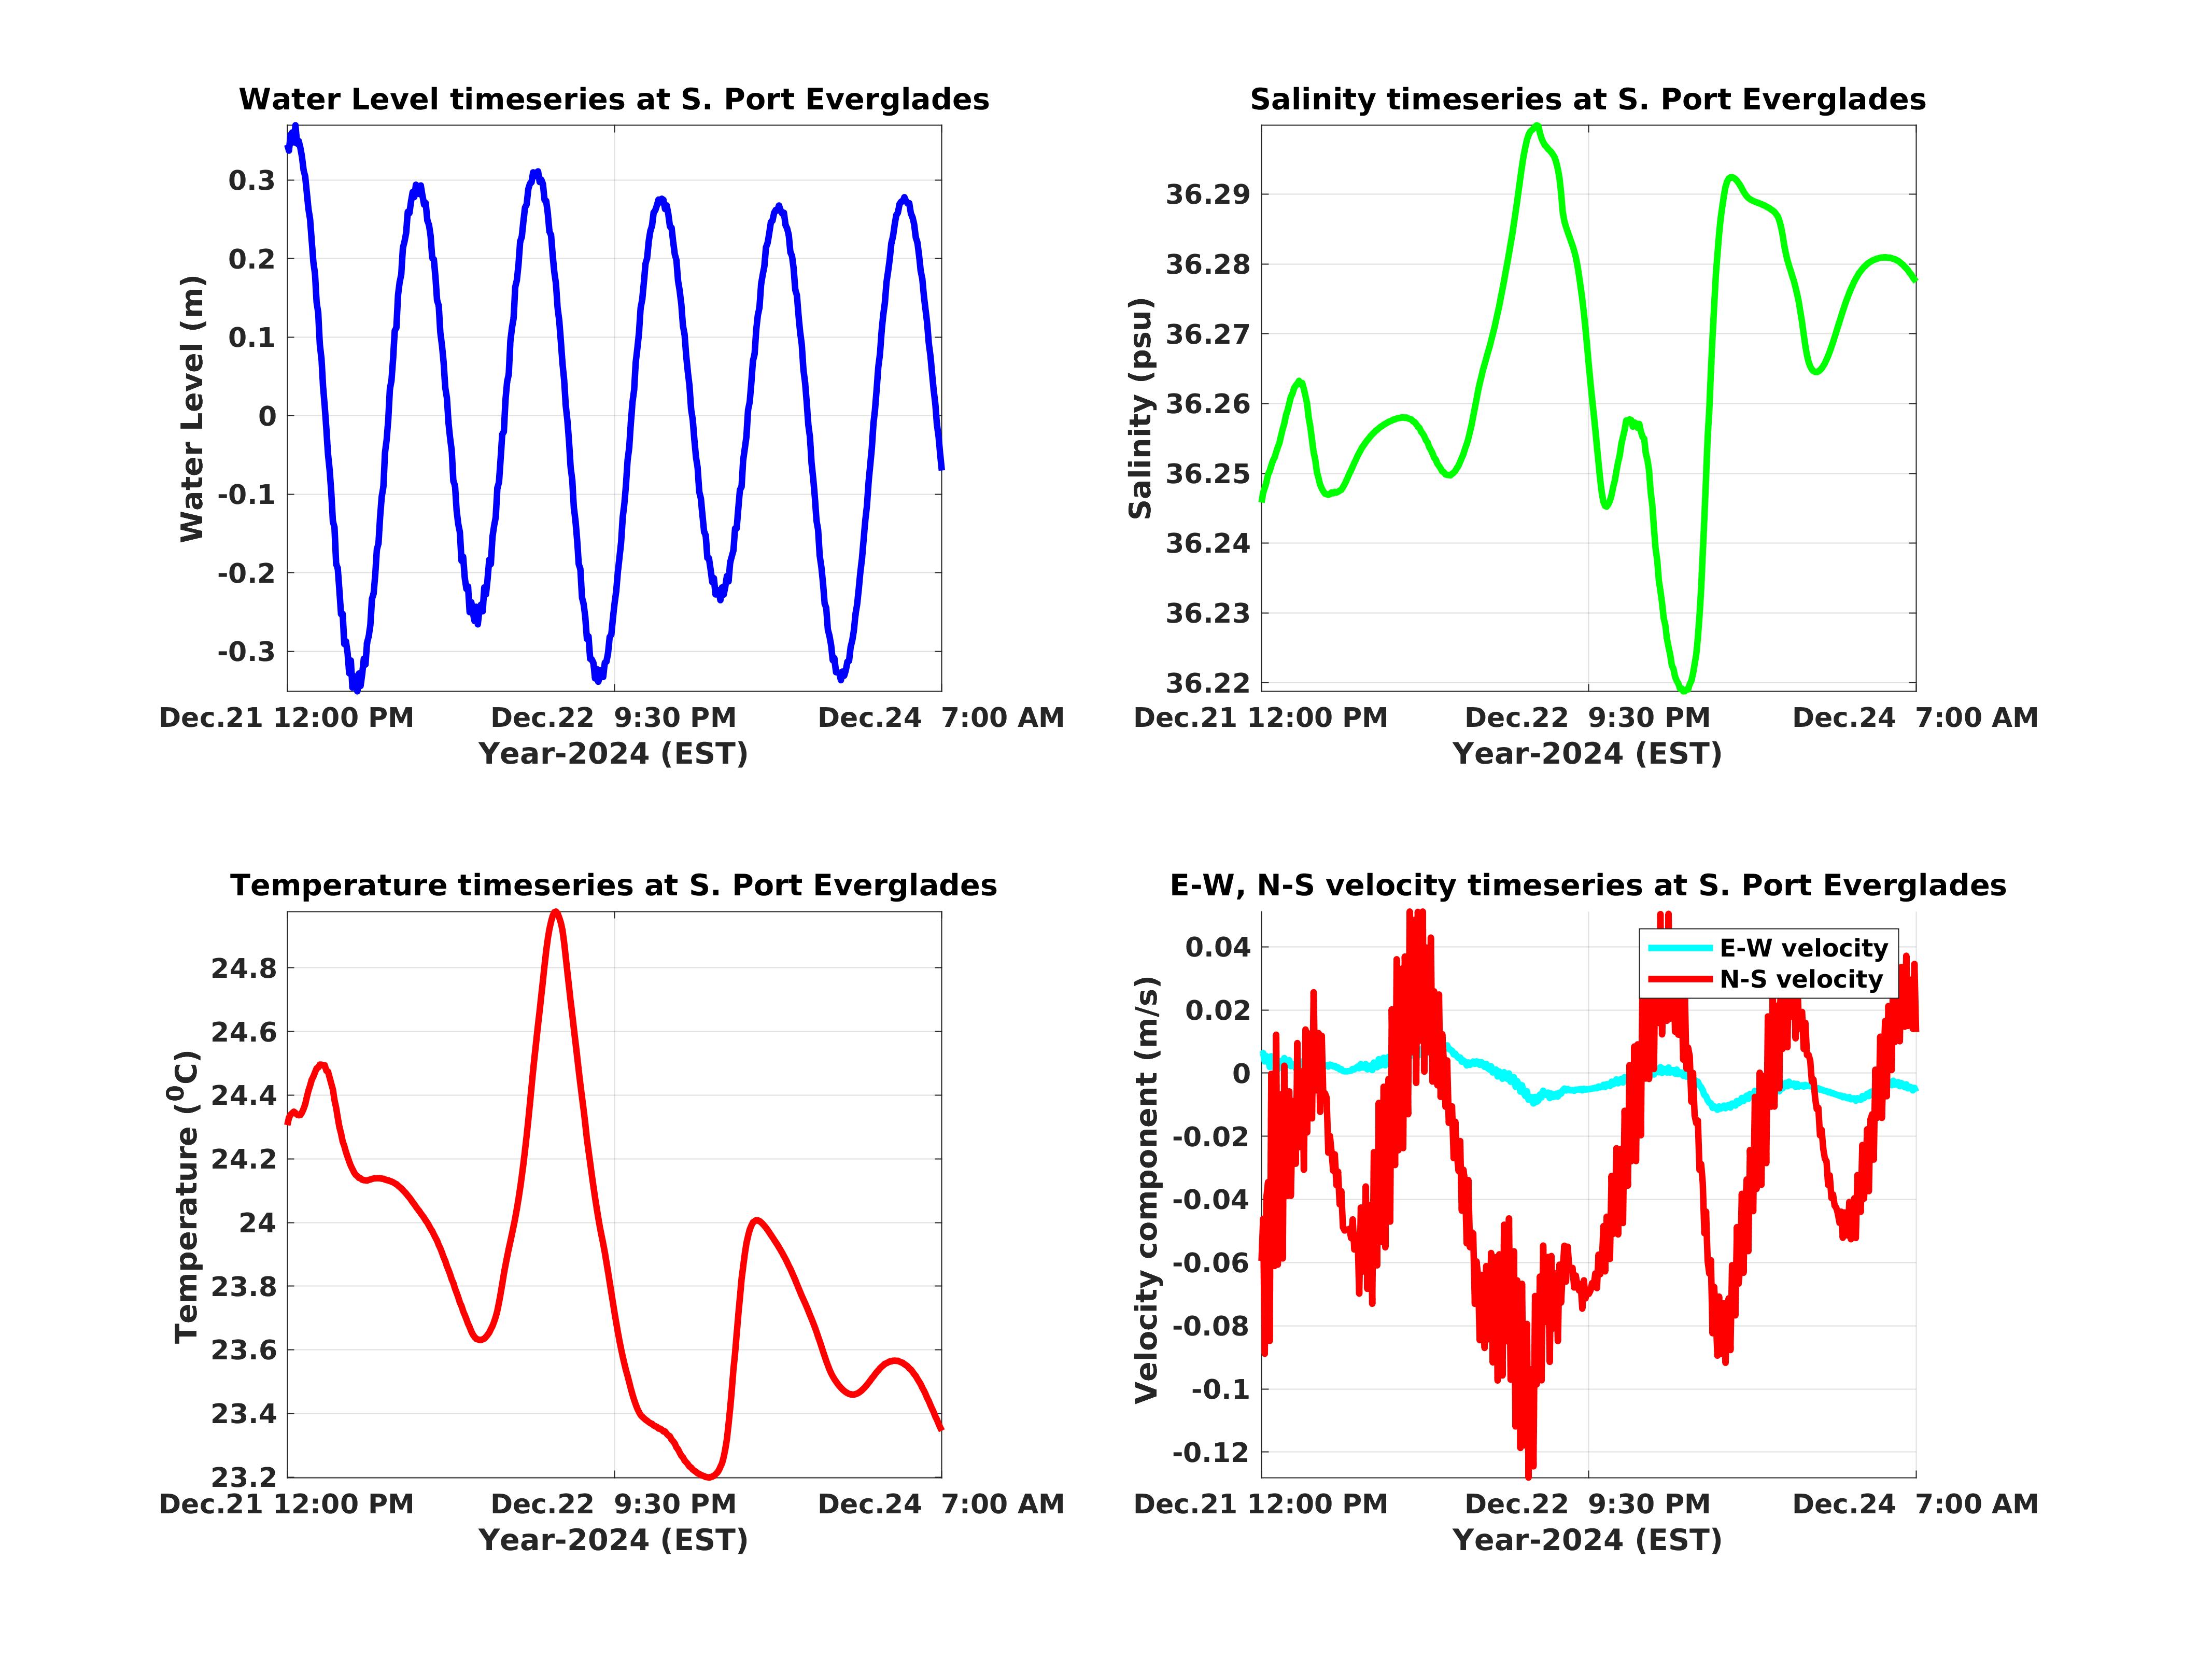 Water Level timeseries at S. Port Everglades
Water Level (m)
0.3
0.2
0.1
0
-0.1
-0.2
-0.3
Dec.21 12:00 PM
Dec.22 9:30 PM
Dec.24 7:00 AM
Year-2024 (EST)
Salinity timeseries at S. Port Everglades
Salinity (psu)
36.29
36.28
36.27
36.26
36.25
36.24
36.23
36.22
Dec.21 12:00 PM
Dec.22 9:30 PM
Dec.24 7:00 AM
Year-2024 (EST)
Temperature timeseries at S. Port Everglades
Temperature (⁰C)
24.8
24.6
24.4
24.2
24
23.8
23.6
23.4
23.2
Dec.21 12:00 PM
Dec.22 9:30 PM
Dec.24 7:00 AM
Year-2024 (EST)
E-W, N-S velocity timeseries at S. Port Everglades
Velocity component (m/s)
0.04
0.02
0
-0.02
-0.04
-0.06
-0.08
-0.1
-0.12
E-W velocity
N-S velocity
Dec.21 12:00 PM
Dec.22 9:30 PM
Dec.24 7:00 AM
Year-2024 (EST)